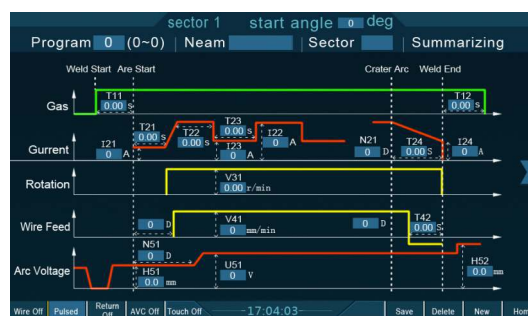 sector 1 start angle 0 deg
Program 0 (0~0) Neam Sector Summarizing
Weld Start Are Start Crater Arc Weld End
Gas T11 0.00 s T12 0.00 s
Gurrent I21 0 A T21 0.00 s T22 0.00 s T23 0.00 s I23 0 A I22 0 A N21 0 D T24 0.00 S I24 0 A
Rotation V31 0.00 r/min
Wire Feed 0 D V41 0 mm/min 0 D T42 0.00 S
Arc Voltage N51 0 D H51 0.0 mm U51 0 V H52 0.0 mm
Wire Off Pulsed Return Off AVC Off Touch Off 17:04:03 Save Delete New Hom